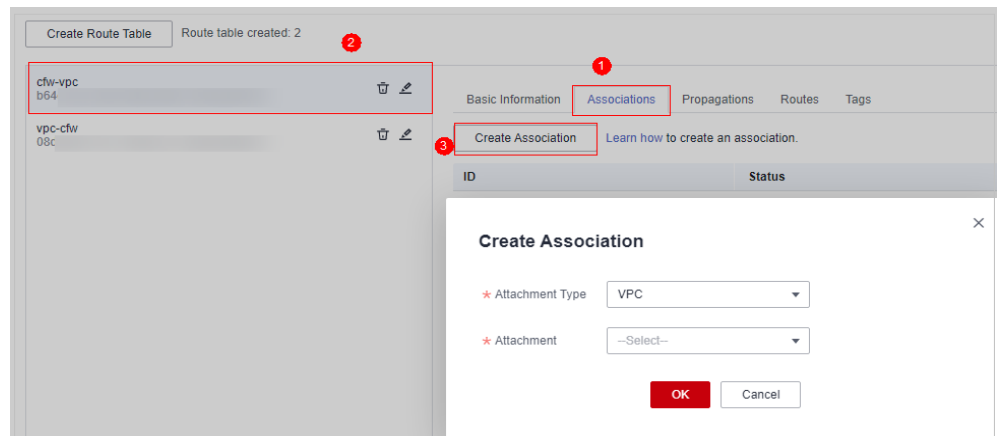 Create Route Table
Route table created: 2
2
cfw-vpc
b64
vpc-cfw
08c
1
Basic Information
Associations
Propagations
Routes
Tags
3
Create Association
Learn how to create an association.
ID
Status
Create Association
* Attachment Type
VPC
* Attachment
--Select--
OK
Cancel